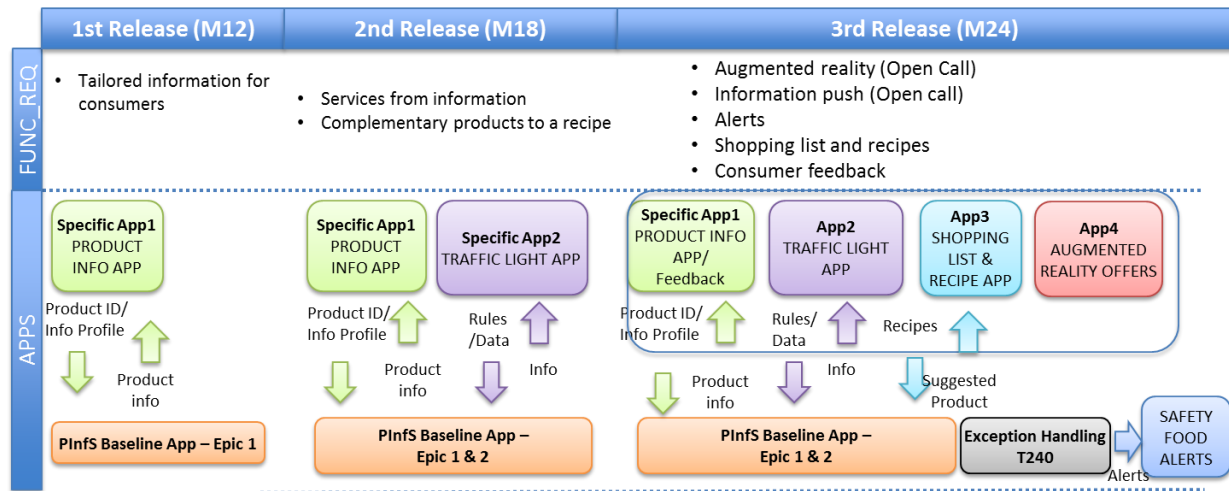 1st Release (M12)
2nd Release (M18)
3rd Release (M24)
FUNC_REQ
• Tailored information for
consumers
• Services from information
• Complementary products to a recipe
• Augmented reality (Open Call)
• Information push (Open call)
• Alerts
• Shopping list and recipes
• Consumer feedback
APPS
Specific App1
PRODUCT
INFO APP
Product ID/
Info Profile
Product
info
PInfS Baseline App – Epic 1
Specific App1
PRODUCT
INFO APP
Specific App2
TRAFFIC LIGHT APP
Product ID/
Info Profile
Rules
/Data
Product
info
Info
PInfS Baseline App –
Epic 1 & 2
Specific App1
PRODUCT INFO
APP/
Feedback
App2
TRAFFIC LIGHT
APP
App3
SHOPPING
LIST &
RECIPE APP
App4
AUGMENTED
REALITY OFFERS
Product ID/
Info Profile
Rules/
Data
Recipes
Product
info
Info
Suggested
Product
PInfS Baseline App –
Epic 1 & 2
Exception Handling
T240
Alerts
SAFETY
FOOD
ALERTS